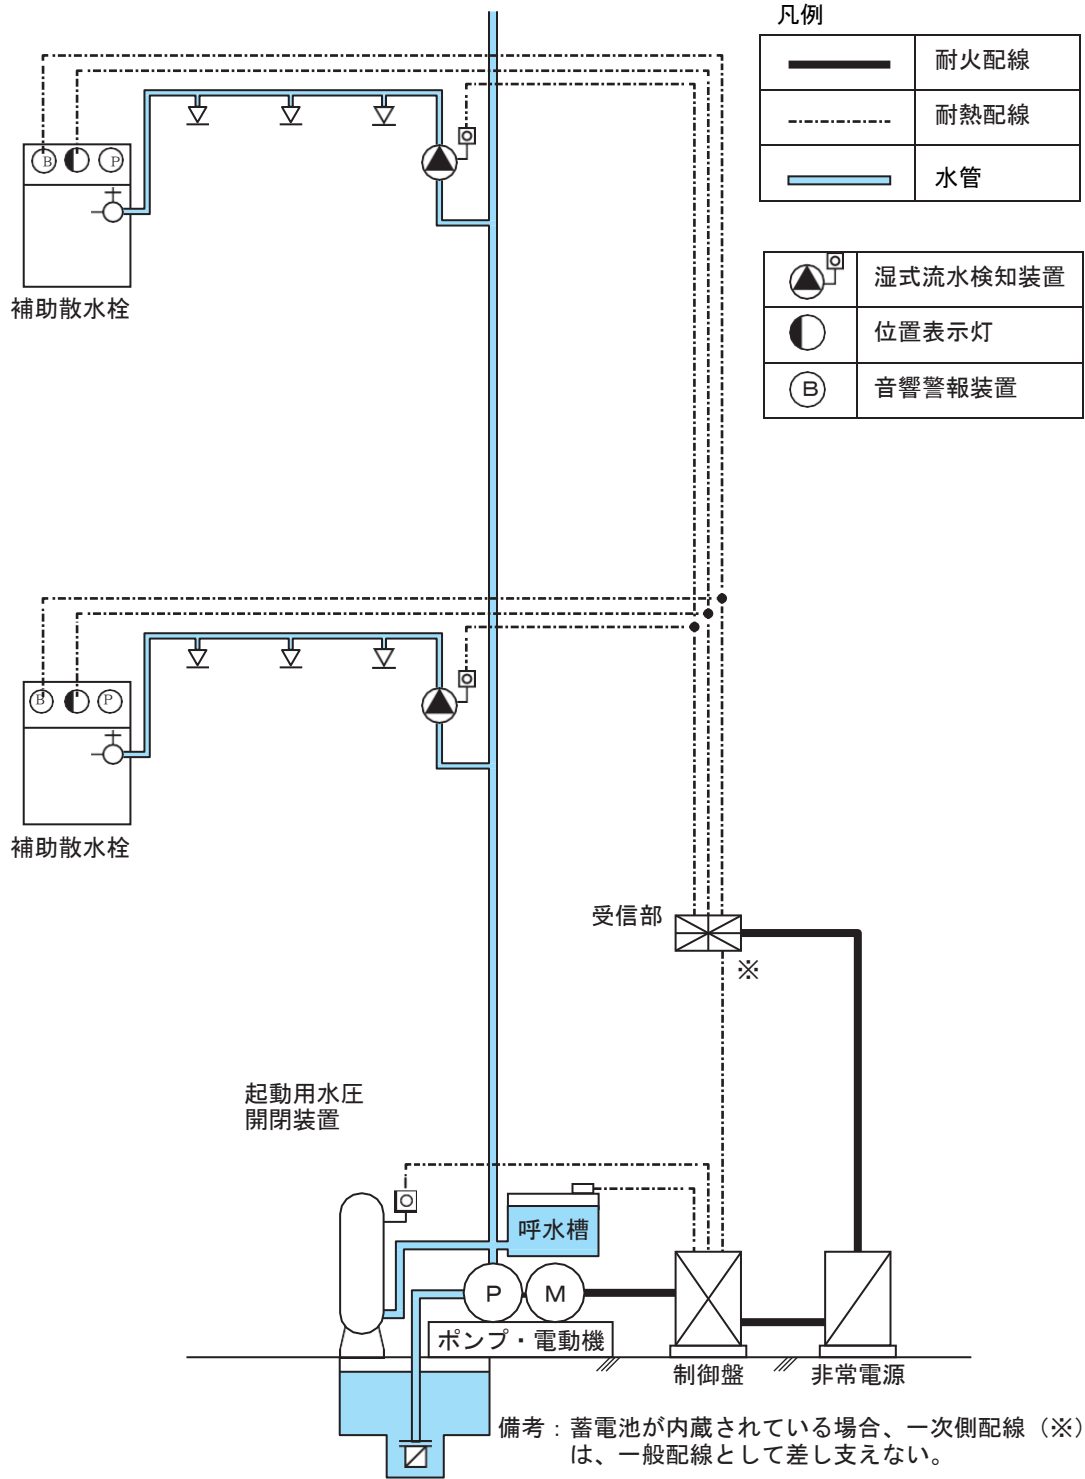 凡例
耐火配線
耐熱配線
水管
湿式流水検知装置
位置表示灯
B 音響警報装置
B P
補助散水栓
B P
補助散水栓
受信部
※
起動用水圧
開閉装置
呼水槽
P M
ポンプ・電動機
制御盤
非常電源
備考：蓄電池が内蔵されている場合、一次側配線（※）
は、一般配線として差し支えない。